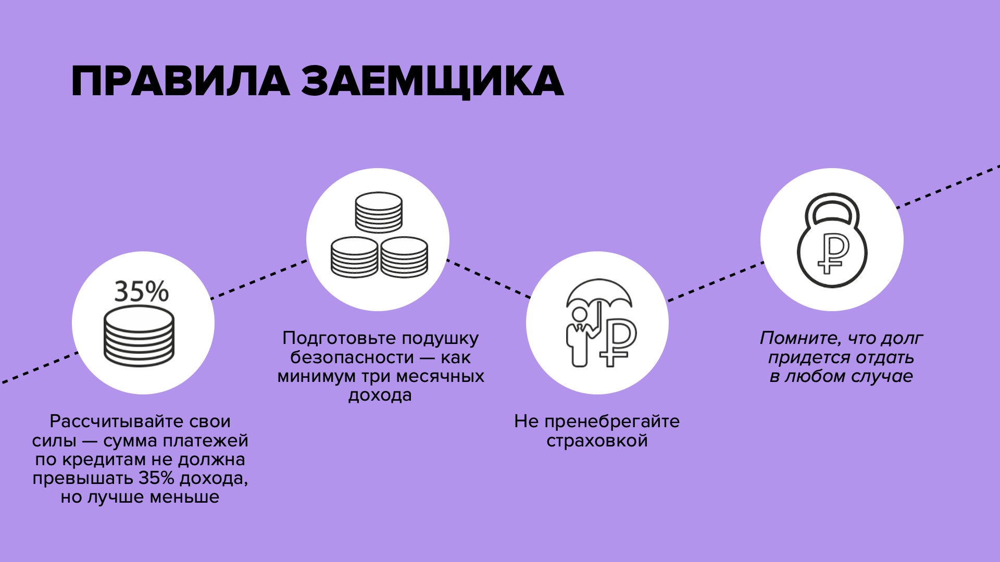 ПРАВИЛА ЗАЕМЩИКА
35%
Рассчитывайте свои
силы — сумма платежей
по кредитам не должна
превышать 35% дохода,
но лучше меньше
Подготовьте подушку
безопасности — как
минимум три месячных
дохода
Не пренебрегайте
страховкой
₽
Помните, что долг
придется отдать
в любом случае
₽